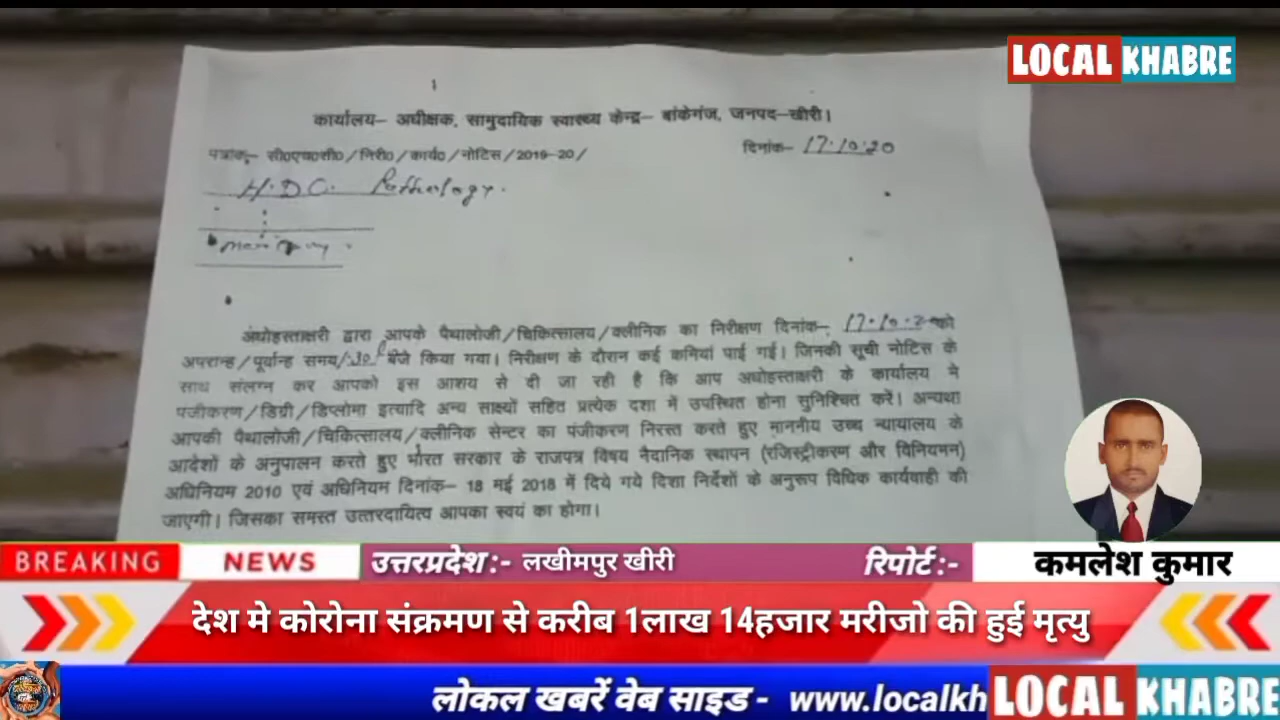 LOCAL KHABRE
कार्यालय– अधीक्षक, सामुदायिक स्वास्थ्य केन्द्र– बांकेगंज, जनपद–खीरी।
पत्रांक– सी०एच०सी० / निरी० / कार्य० / नोटिस / 2019-20 /
दिनांक– 17.10.20
H.D.C. Pathology.
अधोहस्ताक्षरी द्वारा आपके पैथालोजी / चिकित्सालय / क्लीनिक का निरीक्षण दिनांक– 17.10.20 को
अपरान्ह / पूर्वान्ह समय 1:30 बजे किया गया। निरीक्षण के दौरान कई कमियां पाई गई। जिनकी सूची नोटिस के
साथ संलग्न कर आपको इस आशय से दी जा रही है कि आप अधोहस्ताक्षरी के कार्यालय मे
पंजीकरण / डिग्री / डिप्लोमा इत्यादि अन्य साक्ष्यों सहित प्रत्येक दशा में उपस्थित होना सुनिश्चित करें। अन्यथा
आपकी पैथालोजी / चिकित्सालय / क्लीनिक सेन्टर का पंजीकरण निरस्त करते हुए माननीय उच्च न्यायालय के
आदेशों के अनुपालन करते हुए भारत सरकार के राजपत्र विषय नैदानिक स्थापन (रजिस्ट्रीकरण और विनियमन)
अधिनियम 2010 एवं अधिनियम दिनांक– 18 मई 2018 में दिये गये दिशा निर्देशों के अनुरूप विधिक कार्यवाही की
जाएगी। जिसका समस्त उत्तरदायित्व आपका स्वयं का होगा।
BREAKING NEWS उत्तरप्रदेश:- लखीमपुर खीरी रिपोर्ट:- कमलेश कुमार
देश मे कोरोना संक्रमण से करीब 1लाख 14हजार मरीजो की हुई मृत्यु
लोकल खबरें वेब साइड - www.localkh
LOCAL KHABRE